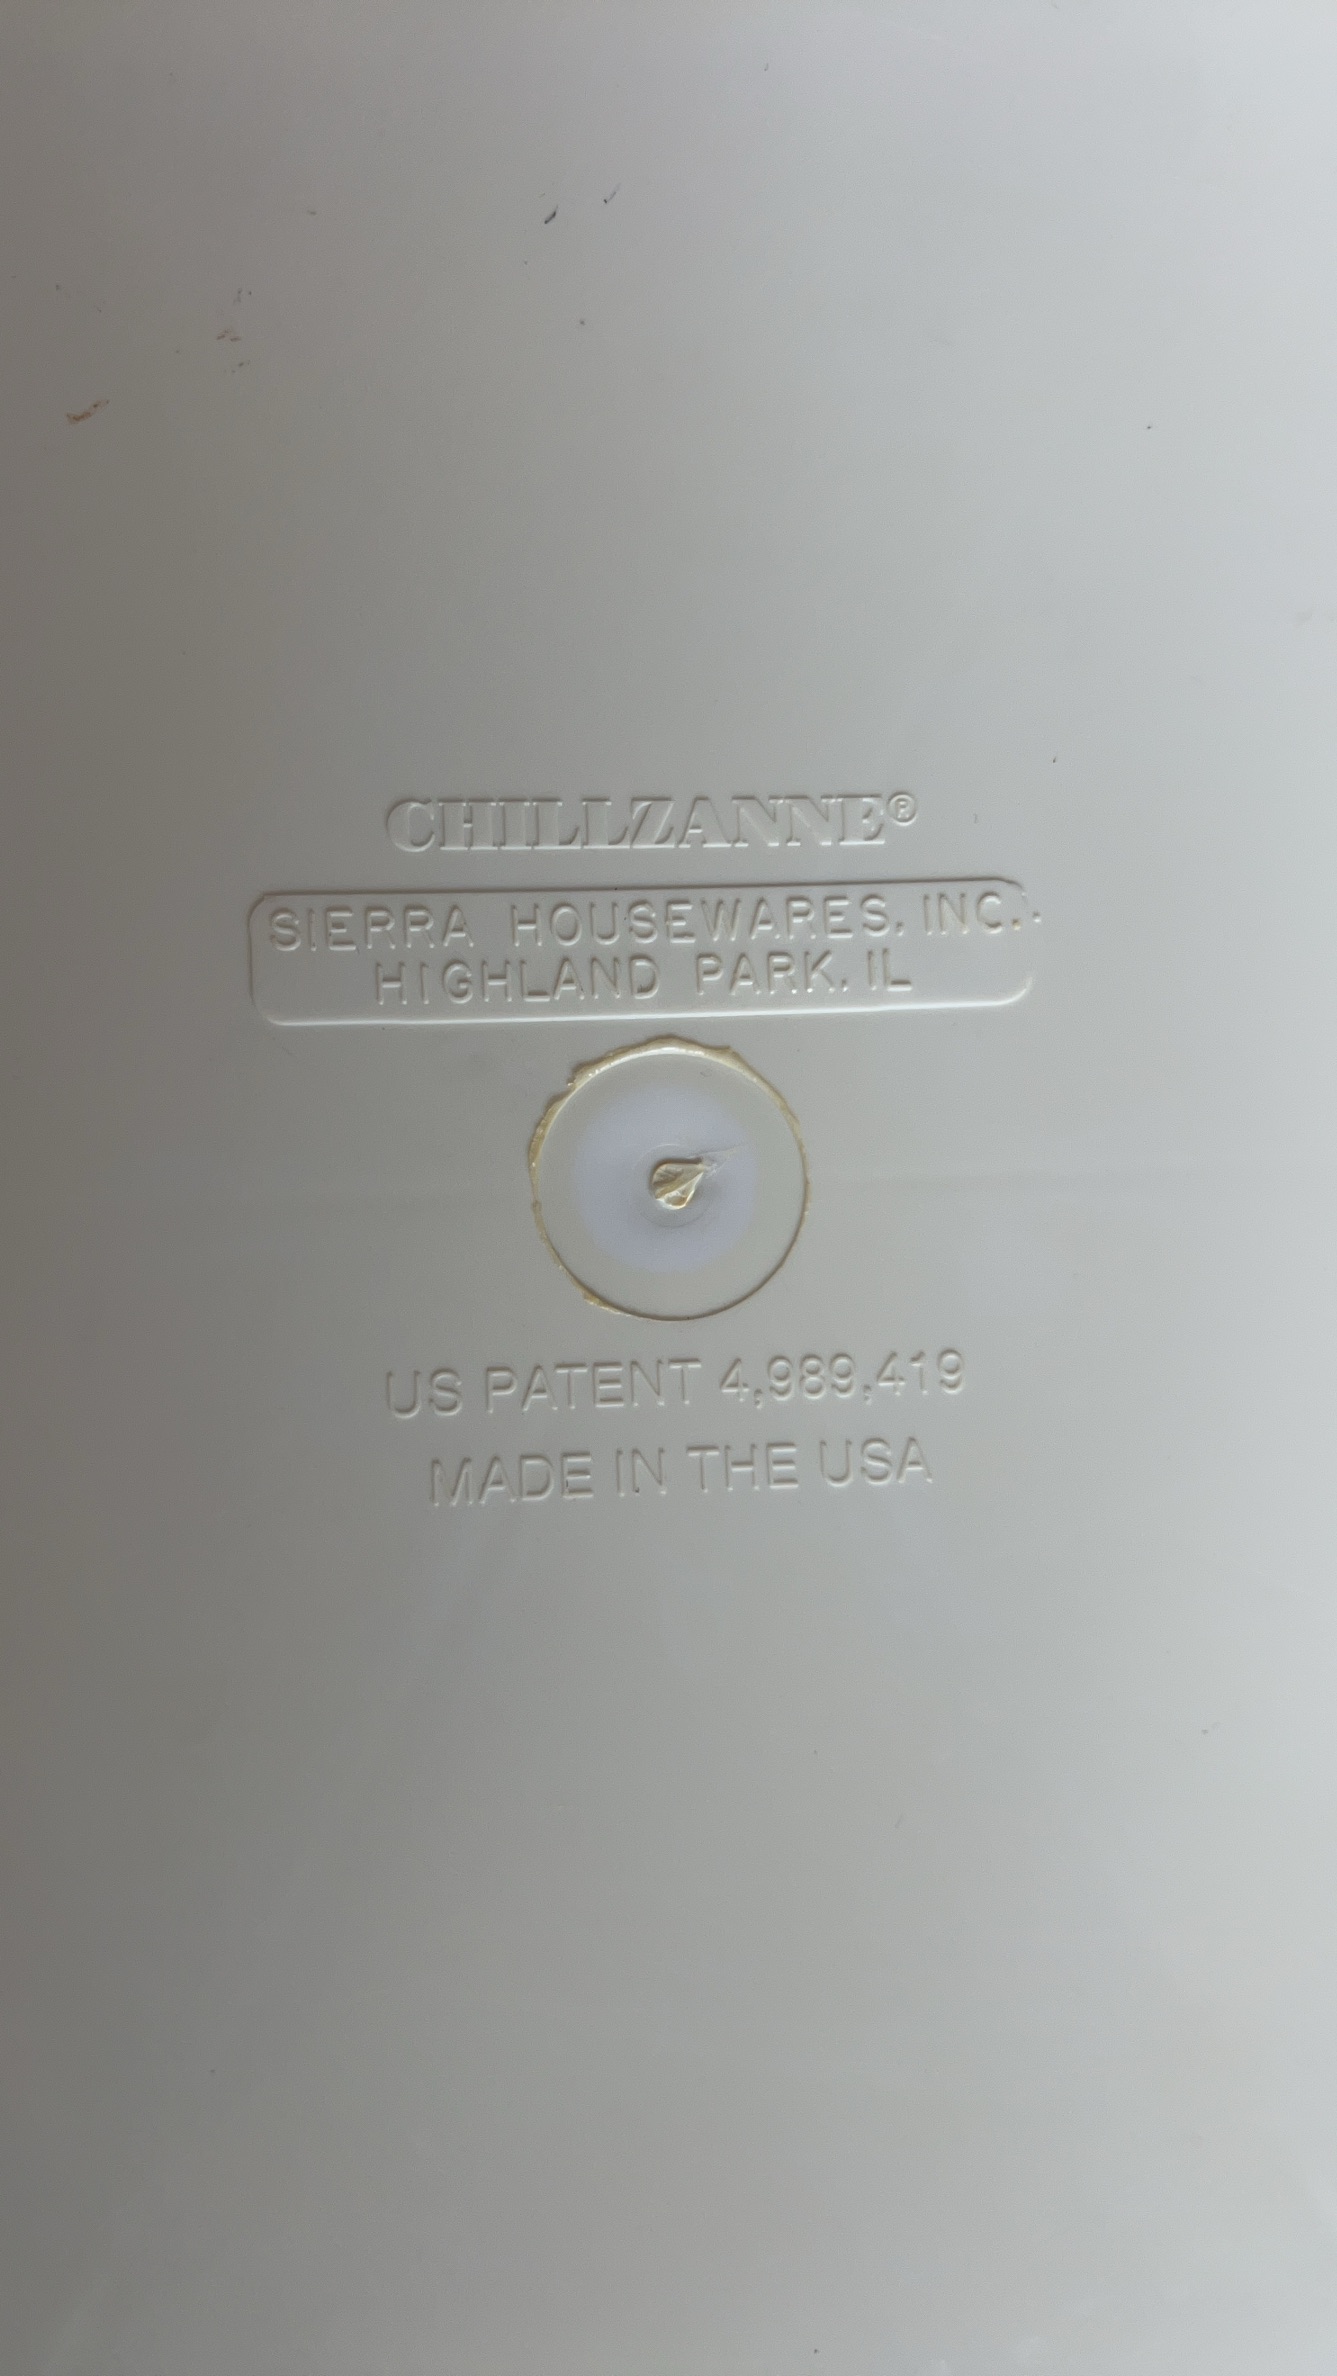 CHILLZANNE®
SIERRA HOUSEWARES, INC.
HIGHLAND PARK, IL
US PATENT 4,989,419
MADE IN THE USA